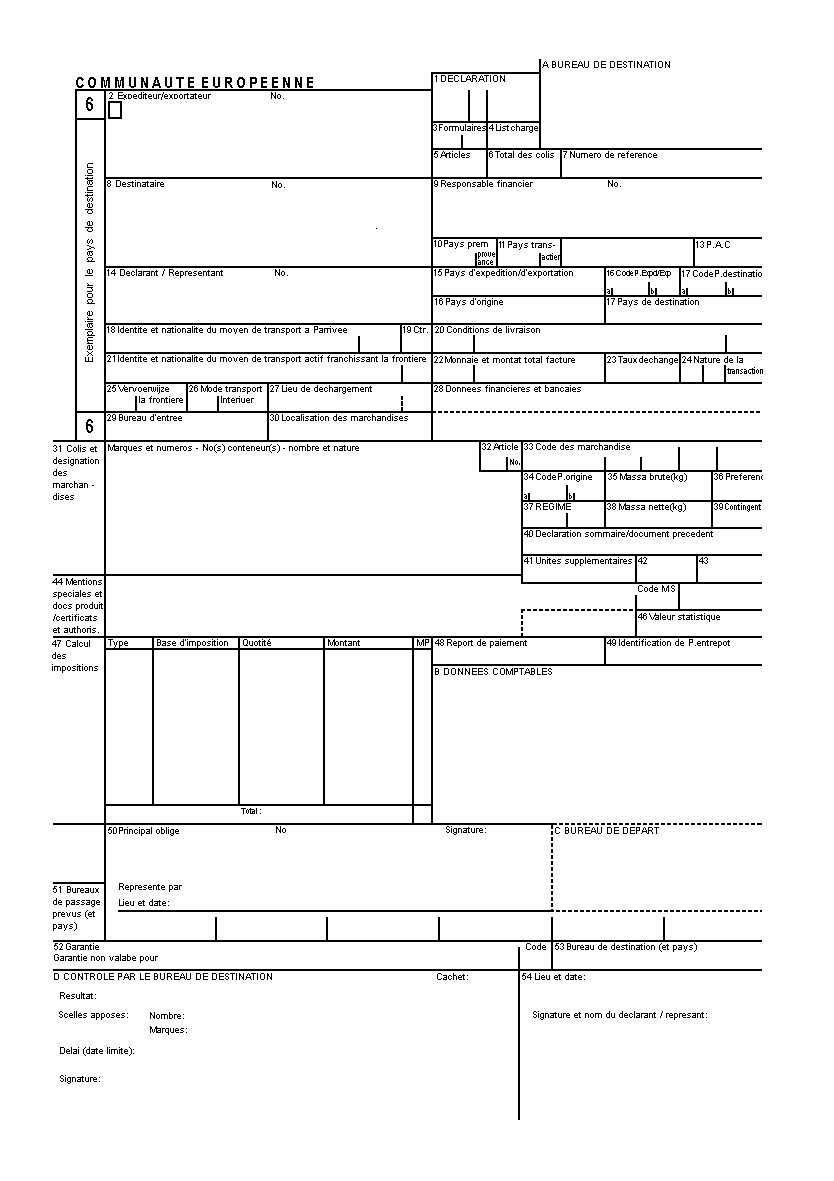 A BUREAU DE DESTINATION
COMMUNAUTE EUROPEENNE
1 DECLARATION
6
2 Expediteur/exportateur No.
3 Formulaires 4 List charge
5 Articles 6 Total des colis 7 Numero de reference
Exemplaire pour le pays de destination
8 Destinataire No.
9 Responsable financier No.
10 Pays prem 11 Pays trans- 13 P.A.C
prove actier
ance
14 Declarant / Representant No.
15 Pays d'expedition/d'exportation 16 Code P. Expd/Exp 17 Code P. destinatio
a| b| a| b|
16 Pays d'origine 17 Pays de destination
18 Identite et nationalite du moyen de transport a Parrivee 19 Ctr. 20 Conditions de livraison
21 Identite et nationalite du moyen de transport actif franchissant la frontiere 22 Monnaie et montat total facture 23 Taux dechange 24 Nature de la
transaction
25 Vervoerwijze 26 Mode transport 27 Lieu de dechargement 28 Donnees financieres et bancaies
la frontiere Interiuer
6
29 Bureau d'entree 30 Localisation des marchandises
31 Colis et
designation
des
marchan -
dises
Marques et numeros - No(s) conteneur(s) - nombre et nature
32 Article 33 Code des marchandise
No.
34 Code P. origine 35 Massa brute(kg) 36 Preferenc
a| b|
37 REGIME 38 Massa nette(kg) 39 Contingent
40 Declaration sommaire/document precedent
41 Unites supplementaires 42 43
44 Mentions
speciales et
docs produit
/certificats
et authoris.
Code MS
46 Valeur statistique
47 Calcul
des
impositions
Type Base d'imposition Quotité Montant MP 48 Report de paiement 49 Identification de P.entrepot
B DONNEES COMPTABLES
Total :
50 Principal oblige No Signature: C BUREAU DE DEPART
Represente par
Lieu et date:
51 Bureaux
de passage
prevus (et
pays)
52 Garantie Code 53 Bureau de destination (et pays)
Garantie non valabe pour
D CONTROLE PAR LE BUREAU DE DESTINATION Cachet: 54 Lieu et date:
Resultat:
Scelles apposes: Nombre: Signature et nom du declarant / represant:
Marques:
Delai (date limite):
Signature: